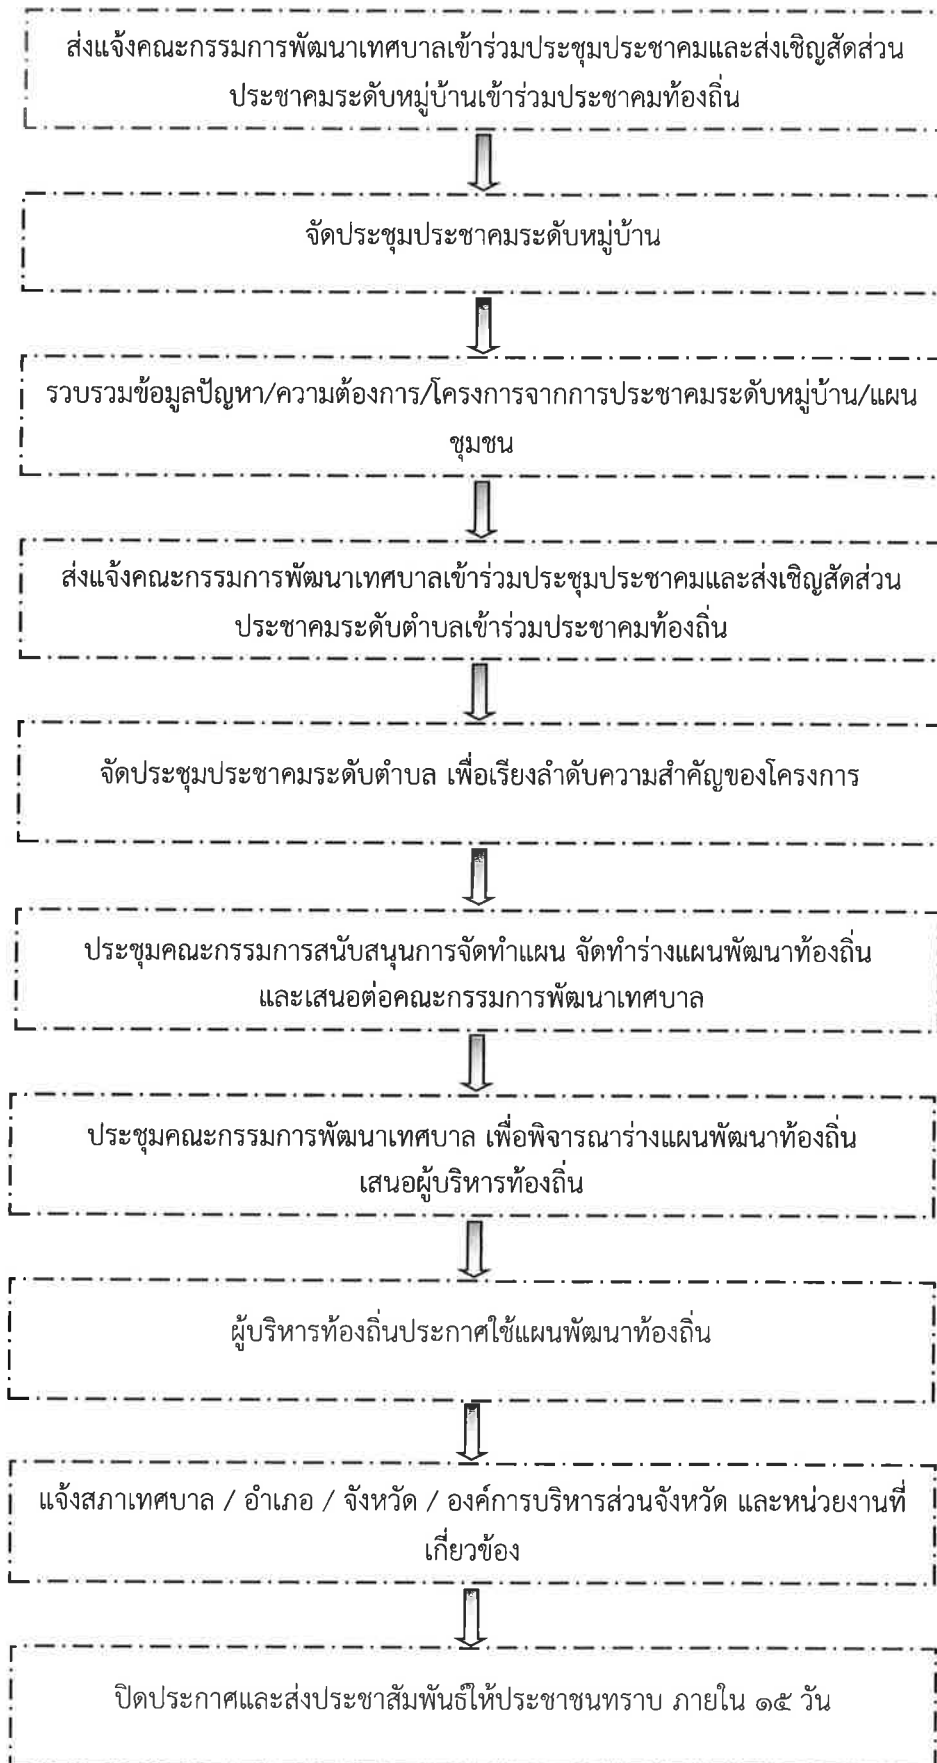 ส่งแจ้งคณะกรรมการพัฒนาเทศบาลเข้าร่วมประชุมประชาคมและส่งเชิญสัดส่วน
ประชาคมระดับหมู่บ้านเข้าร่วมประชาคมท้องถิ่น
จัดประชุมประชาคมระดับหมู่บ้าน
รวบรวมข้อมูลปัญหา/ความต้องการ/โครงการจากการประชาคมระดับหมู่บ้าน/แผน
ชุมชน
ส่งแจ้งคณะกรรมการพัฒนาเทศบาลเข้าร่วมประชุมประชาคมและส่งเชิญสัดส่วน
ประชาคมระดับตำบลเข้าร่วมประชาคมท้องถิ่น
จัดประชุมประชาคมระดับตำบล เพื่อเรียงลำดับความสำคัญของโครงการ
ประชุมคณะกรรมการสนับสนุนการจัดทำแผน จัดทำร่างแผนพัฒนาท้องถิ่น
และเสนอต่อคณะกรรมการพัฒนาเทศบาล
ประชุมคณะกรรมการพัฒนาเทศบาล เพื่อพิจารณาร่างแผนพัฒนาท้องถิ่น
เสนอผู้บริหารท้องถิ่น
ผู้บริหารท้องถิ่นประกาศใช้แผนพัฒนาท้องถิ่น
แจ้งสภาเทศบาล / อำเภอ / จังหวัด / องค์การบริหารส่วนจังหวัด และหน่วยงานที่
เกี่ยวข้อง
ปิดประกาศและส่งประชาสัมพันธ์ให้ประชาชนทราบ ภายใน ๑๕ วัน